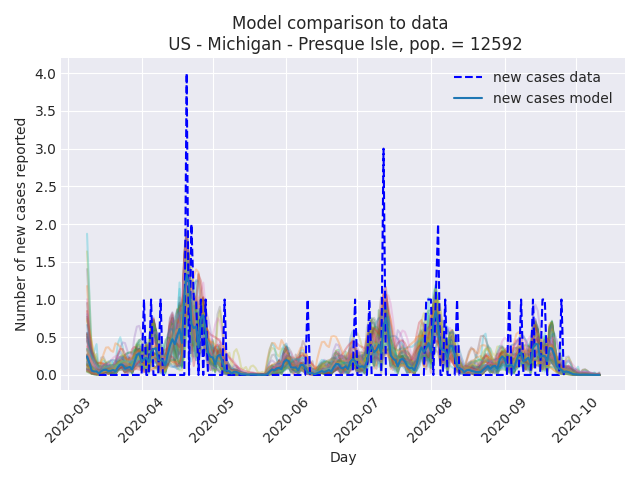 Model comparison to data
US - Michigan - Presque Isle, pop. = 12592
new cases data
new cases model
Number of new cases reported
4.0
3.5
3.0
2.5
2.0
1.5
1.0
0.5
0.0
2020-03
2020-04
2020-05
2020-06
2020-07
2020-08
2020-09
2020-10
Day